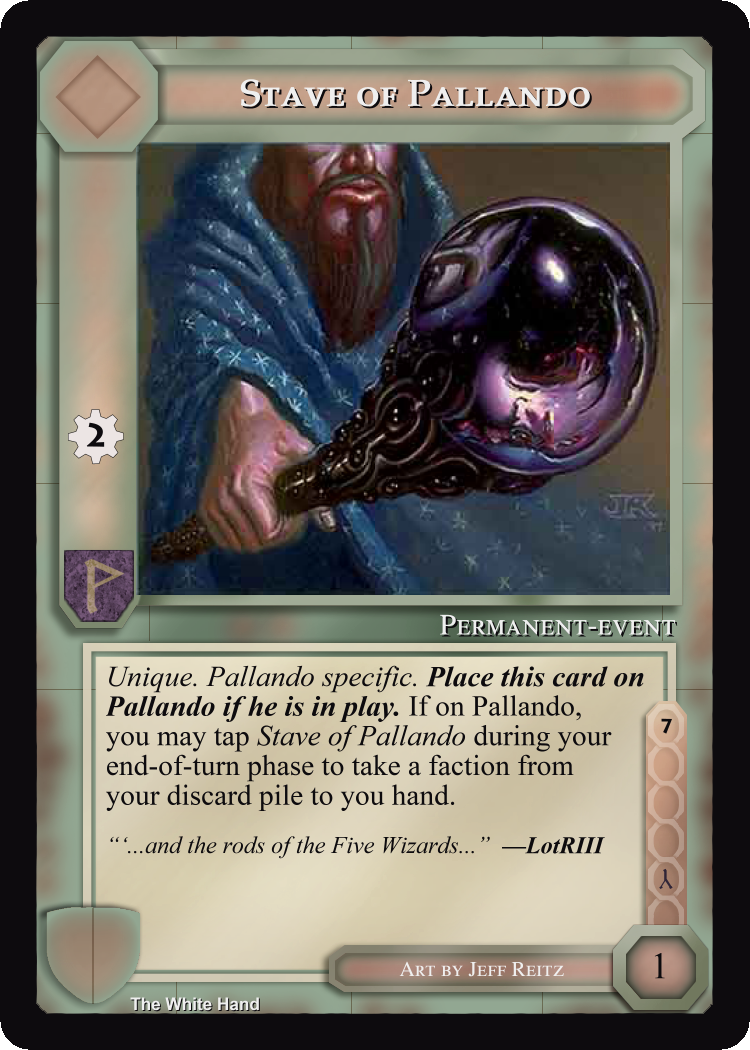 Stave of Pallando
JR
2
Permanent-event
Unique. Pallando specific. Place this card on
Pallando if he is in play. If on Pallando,
you may tap Stave of Pallando during your
end-of-turn phase to take a faction from
your discard pile to you hand.
7
“‘...and the rods of the Five Wizards...” —LotRIII
Art by Jeff Reitz
1
The White Hand